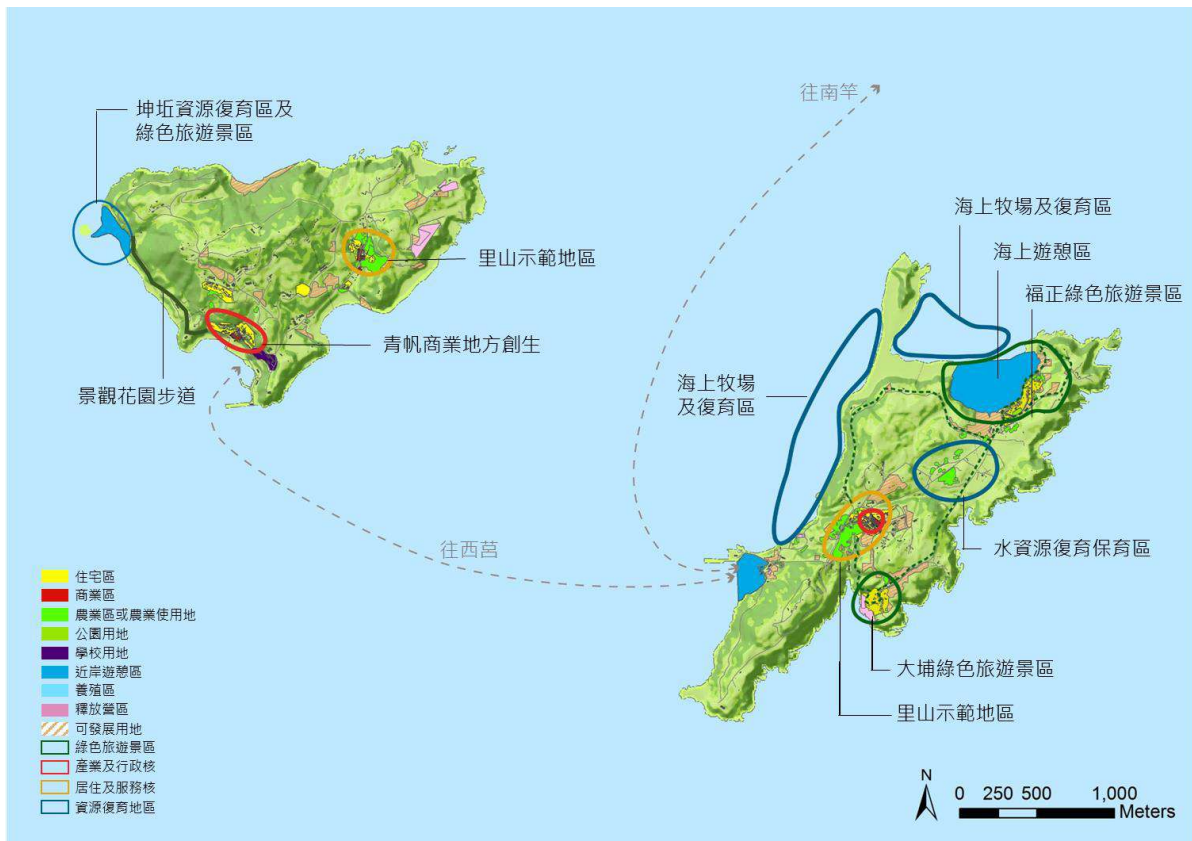 坤坵資源復育區及
綠色旅遊景區
里山示範地區
青帆商業地方創生
景觀花園步道
往南竿
往西莒
海上牧場及復育區
海上遊憩區
福正綠色旅遊景區
海上牧場
及復育區
水資源復育保育區
大埔綠色旅遊景區
里山示範地區
住宅區
商業區
農業區或農業使用地
公園用地
學校用地
近岸遊憩區
養殖區
釋放營區
可發展用地
綠色旅遊景區
產業及行政核
居住及服務核
資源復育地區
N
0 250 500 1,000
Meters